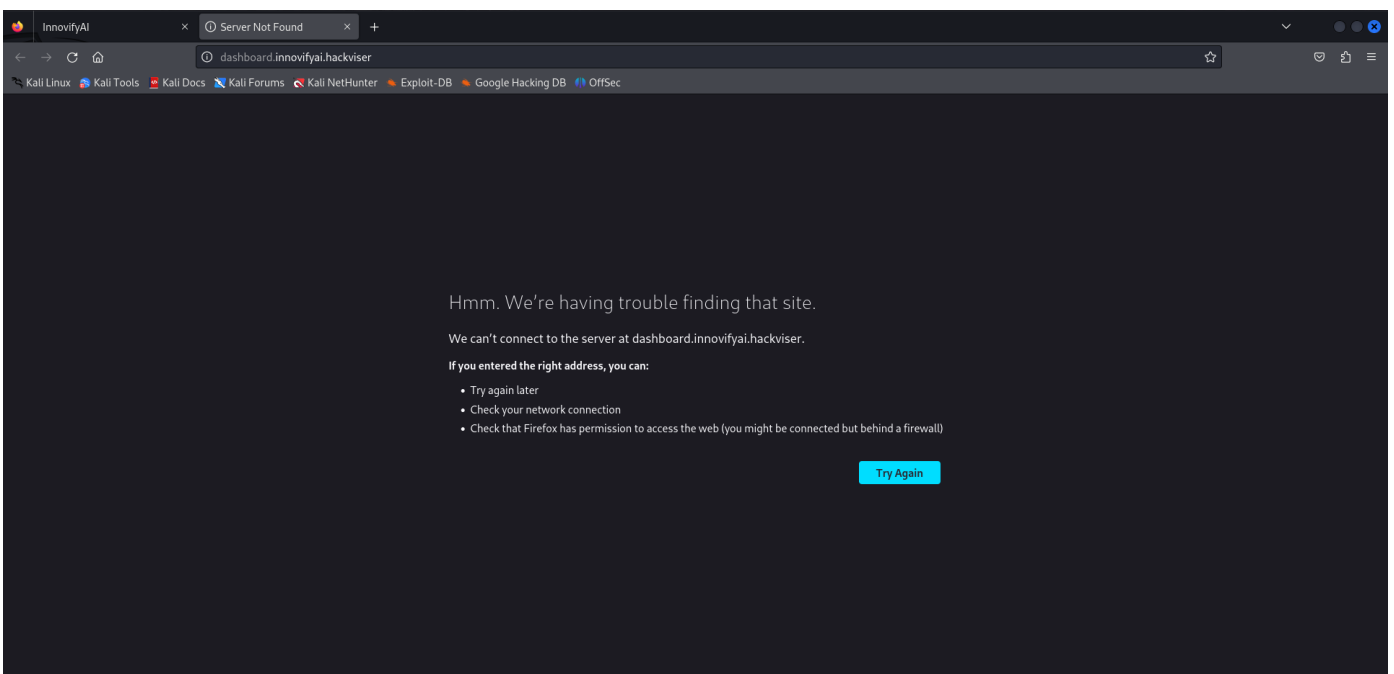 InnovifyAI
Server Not Found
dashboard.innovifyai.hackviser
Kali Linux Kali Tools Kali Docs Kali Forums Kali NetHunter Exploit-DB Google Hacking DB OffSec
Hmm. We're having trouble finding that site.
We can't connect to the server at dashboard.innovifyai.hackviser.
If you entered the right address, you can:
• Try again later
• Check your network connection
• Check that Firefox has permission to access the web (you might be connected but behind a firewall)
Try Again